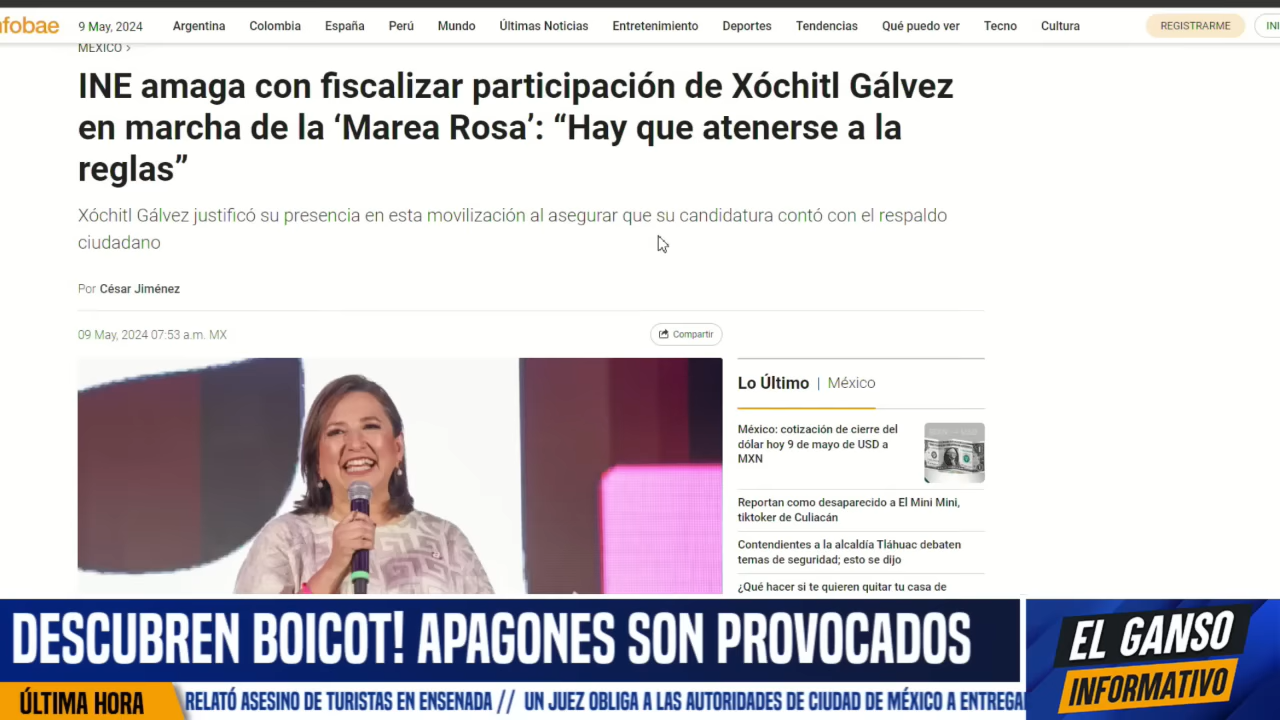 nfobae
9 May, 2024
Argentina
Colombia
España
Perú
Mundo
Últimas Noticias
Entretenimiento
Deportes
Tendencias
Qué puedo ver
Tecno
Cultura
REGISTRARME
INI
MÉXICO >
INE amaga con fiscalizar participación de Xóchitl Gálvez
en marcha de la ‘Marea Rosa’: “Hay que atenerse a la
reglas”
Xóchitl Gálvez justificó su presencia en esta movilización al asegurar que su candidatura contó con el respaldo
ciudadano
Por César Jiménez
09 May, 2024 07:53 a.m. MX
Compartir
Lo Último | México
México: cotización de cierre del
dólar hoy 9 de mayo de USD a
MXN
Reportan como desaparecido a El Mini Mini,
tiktoker de Culiacán
Contendientes a la alcaldía Tláhuac debaten
temas de seguridad; esto se dijo
¿Qué hacer si te quieren quitar tu casa de
DESCUBREN BOICOT! APAGONES SON PROVOCADOS
EL GANSO
INFORMATIVO
ÚLTIMA HORA
RELATÓ ASESINO DE TURISTAS EN ENSENADA // UN JUEZ OBLIGA A LAS AUTORIDADES DE CIUDAD DE MÉXICO A ENTREGAR